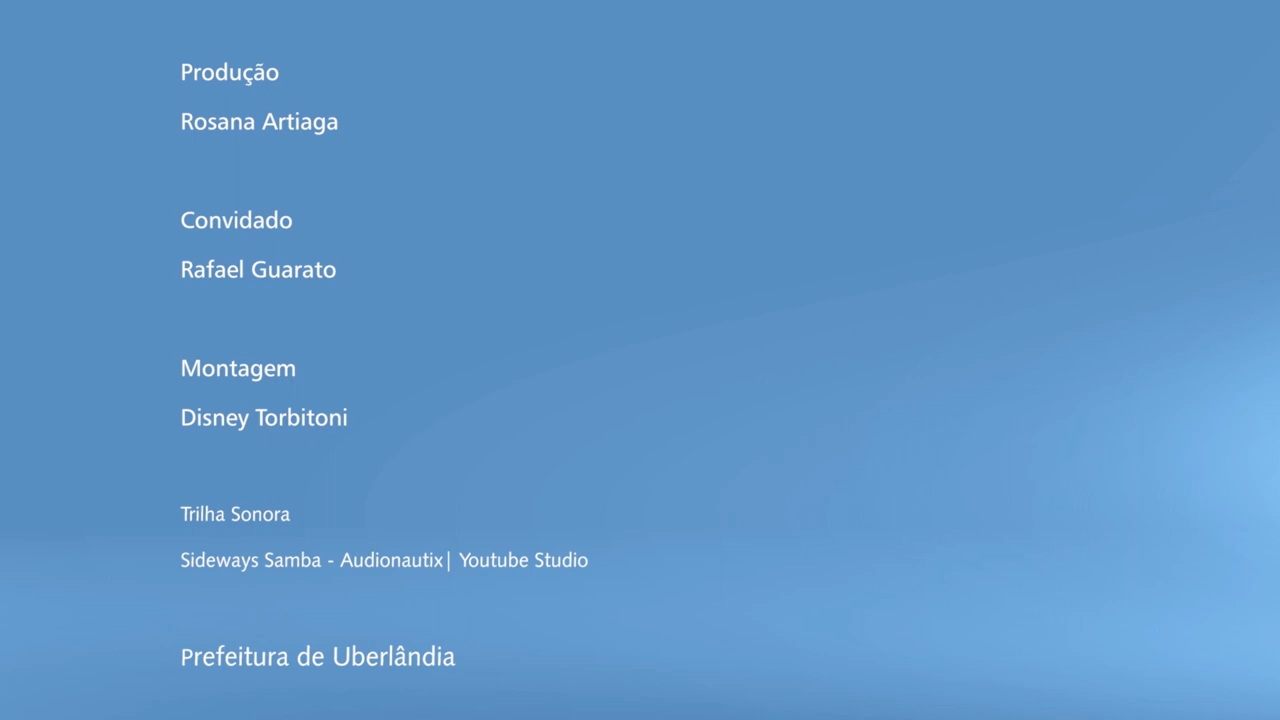 Produção
Rosana Artiaga
Convidado
Rafael Guarato
Montagem
Disney Torbitoni
Trilha Sonora
Sideways Samba - Audionautix| Youtube Studio
Prefeitura de Uberlândia